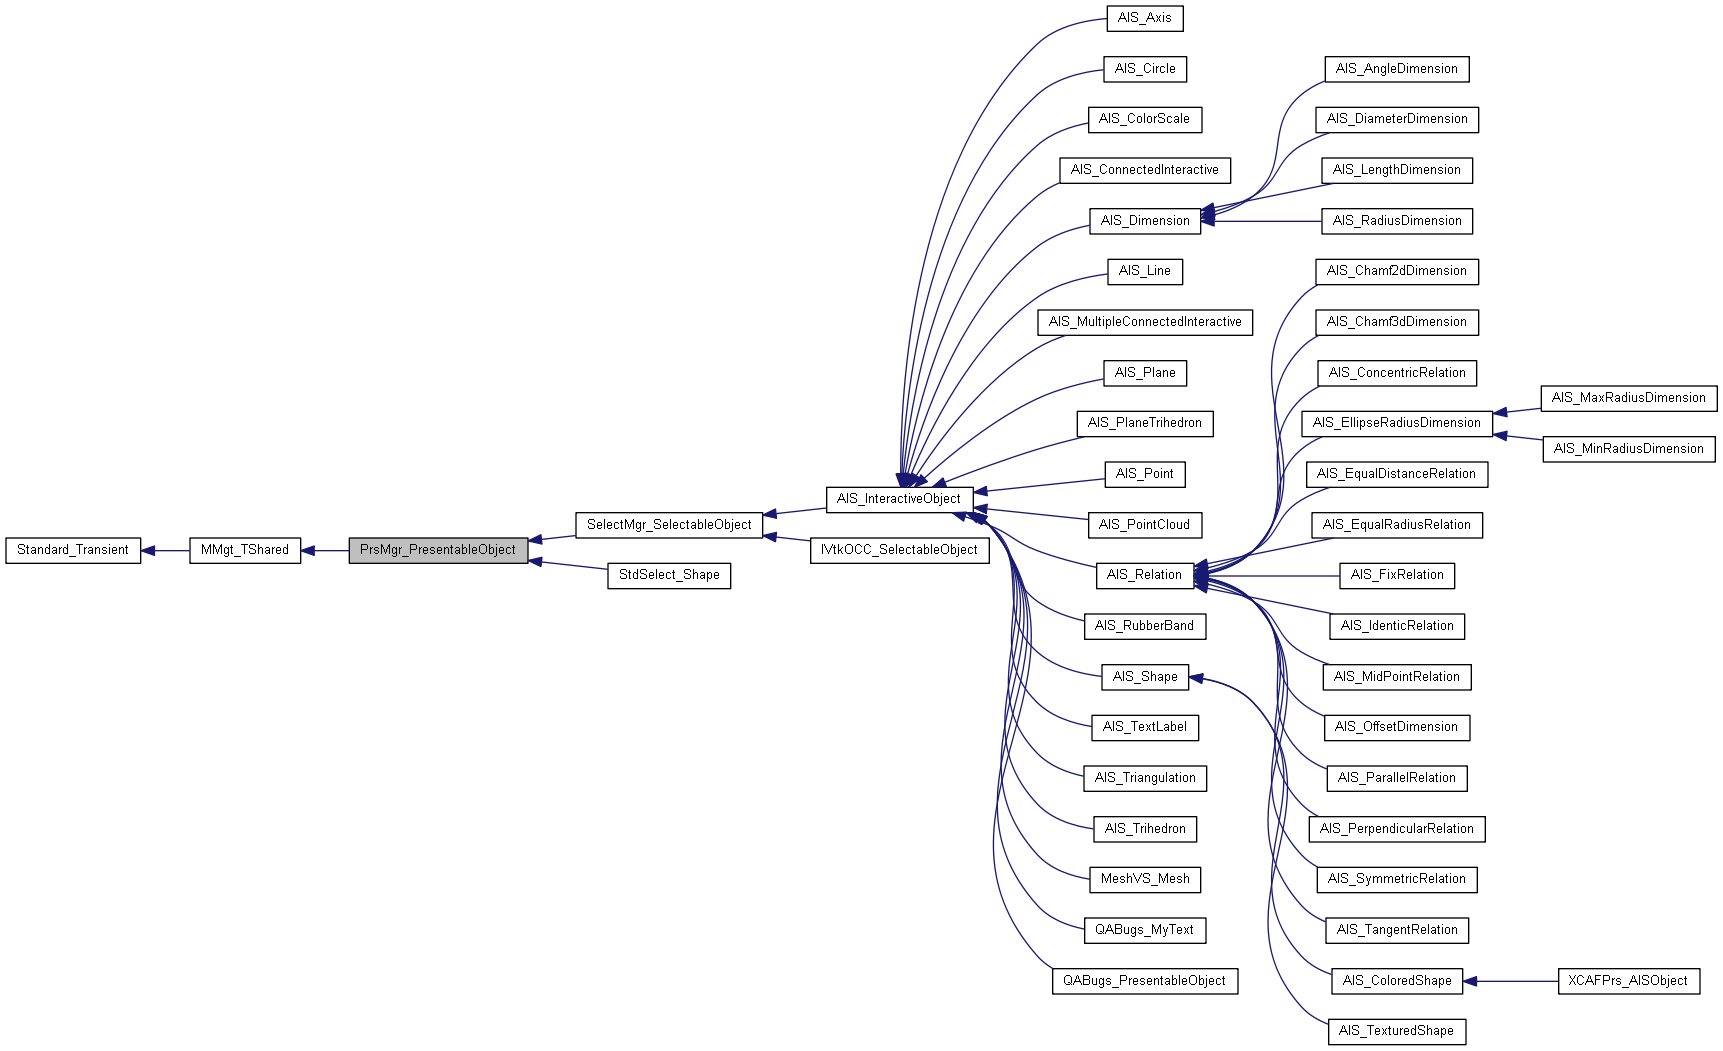 Standard_Transient
MMgt_TShared
PrsMgr_PresentableObject
SelectMgr_SelectableObject
StdSelect_Shape
AIS_InteractiveObject
IVtkOCC_SelectableObject
AIS_Axis
AIS_Circle
AIS_ColorScale
AIS_ConnectedInteractive
AIS_Dimension
AIS_Line
AIS_MultipleConnectedInteractive
AIS_Plane
AIS_PlaneTrihedron
AIS_Point
AIS_PointCloud
AIS_Relation
AIS_RubberBand
AIS_Shape
AIS_TextLabel
AIS_Triangulation
AIS_Trihedron
MeshVS_Mesh
QABugs_MyText
QABugs_PresentableObject
AIS_AngleDimension
AIS_DiameterDimension
AIS_LengthDimension
AIS_RadiusDimension
AIS_Chamf2dDimension
AIS_Chamf3dDimension
AIS_ConcentricRelation
AIS_EllipseRadiusDimension
AIS_EqualDistanceRelation
AIS_EqualRadiusRelation
AIS_FixRelation
AIS_IdenticRelation
AIS_MidPointRelation
AIS_OffsetDimension
AIS_ParallelRelation
AIS_PerpendicularRelation
AIS_SymmetricRelation
AIS_TangentRelation
AIS_ColoredShape
AIS_TexturedShape
AIS_MaxRadiusDimension
AIS_MinRadiusDimension
XCAFPrs_AISObject